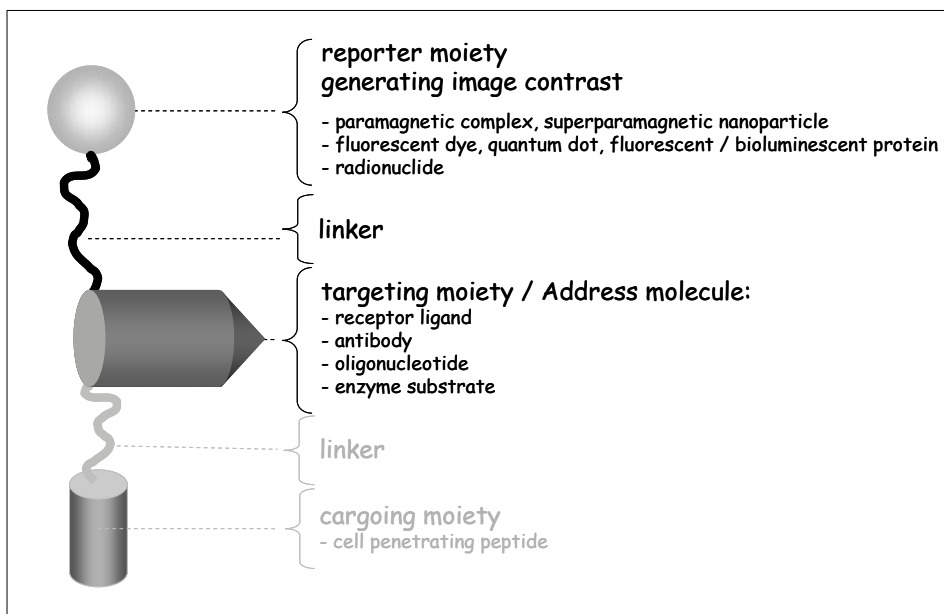 reporter moiety
generating image contrast
- paramagnetic complex, superparamagnetic nanoparticle
- fluorescent dye, quantum dot, fluorescent / bioluminescent protein
- radionuclide
linker
targeting moiety / Address molecule:
- receptor ligand
- antibody
- oligonucleotide
- enzyme substrate
linker
cargoing moiety
- cell penetrating peptide